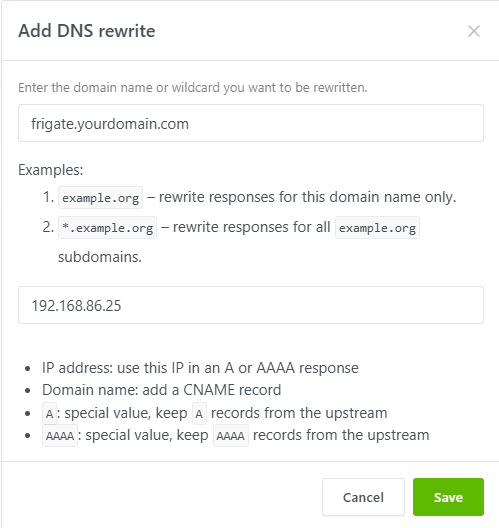 Add DNS rewrite
Enter the domain name or wildcard you want to be rewritten.
frigate.yourdomain.com
Examples:
1. example.org – rewrite responses for this domain name only.
2. *.example.org – rewrite responses for all example.org
subdomains.
192.168.86.25
• IP address: use this IP in an A or AAAA response
• Domain name: add a CNAME record
• A: special value, keep A records from the upstream
• AAAA: special value, keep AAAA records from the upstream
Cancel Save